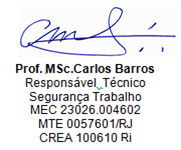 Prof. MSc.Carlos Barros
Responsável Técnico
Segurança Trabalho
MEC 23026.004602
MTE 0057601/RJ
CREA 100610 Ri